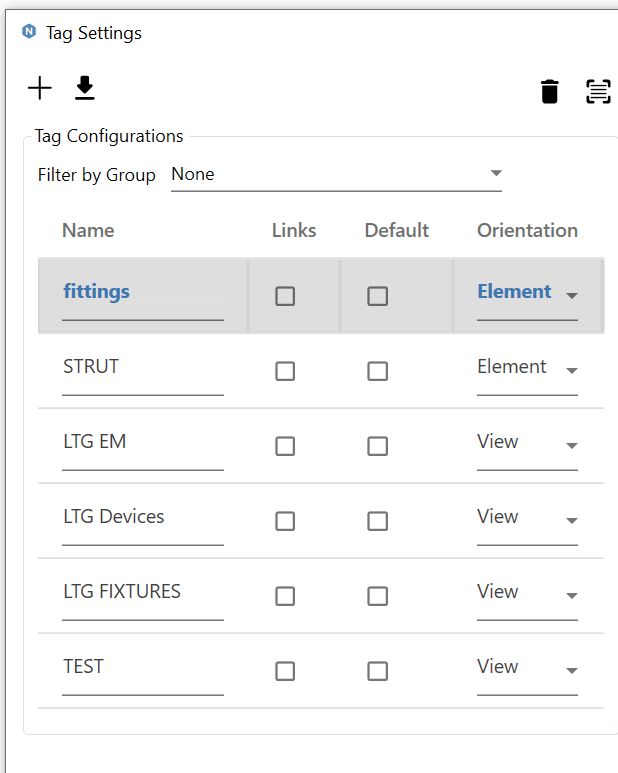 N Tag Settings
Tag Configurations
Filter by Group None
Name Links Default Orientation
fittings Element
STRUT Element
LTG EM View
LTG Devices View
LTG FIXTURES View
TEST View